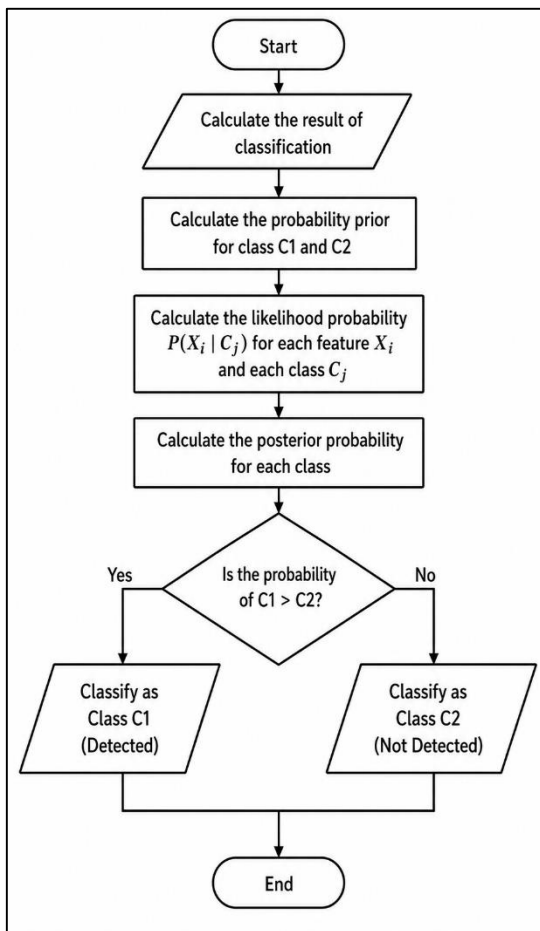 Start
Calculate the result of
classification
Calculate the probability prior
for class C1 and C2
Calculate the likelihood probability
P(X_i | C_j) for each feature X_i
and each class C_j
Calculate the posterior probability
for each class
Yes
Is the probability
of C1 > C2?
No
Classify as
Class C1
(Detected)
Classify as
Class C2
(Not Detected)
End